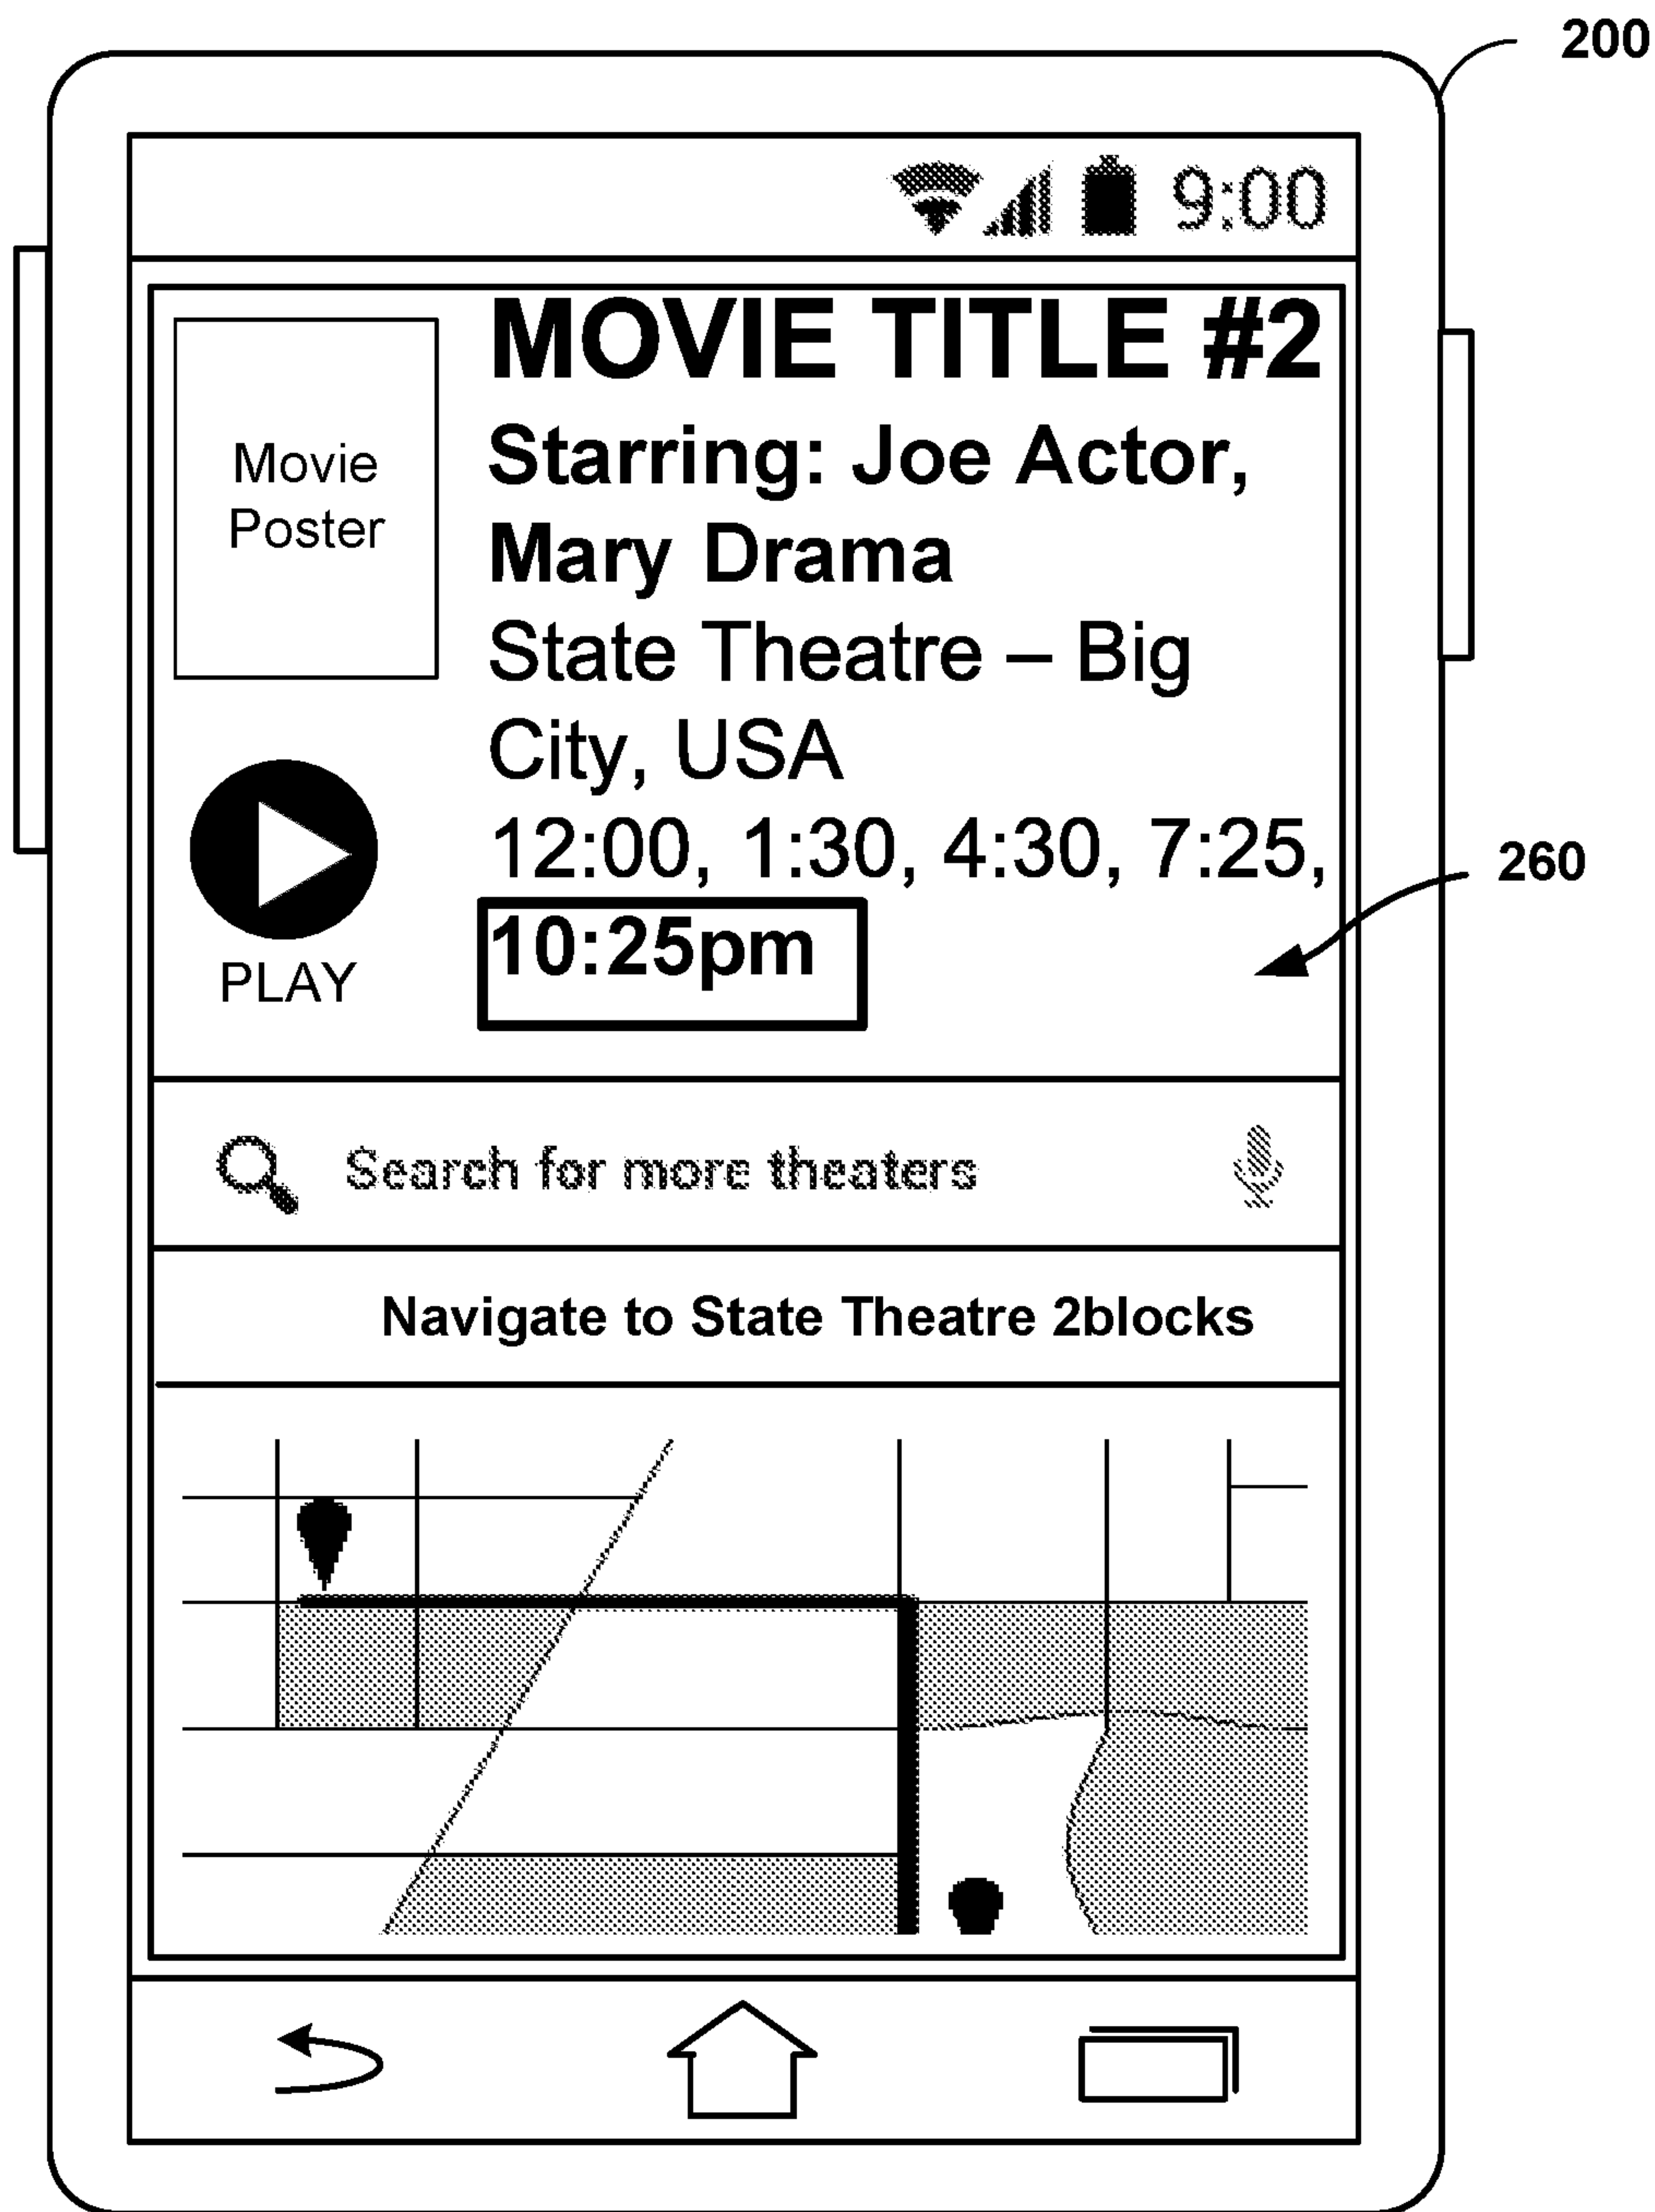 200
9:00
MOVIE TITLE #2
Starring: Joe Actor,
Mary Drama
State Theatre – Big
City, USA
12:00, 1:30, 4:30, 7:25,
10:25pm
Movie
Poster
PLAY
260
Search for more theaters
Navigate to State Theatre 2blocks